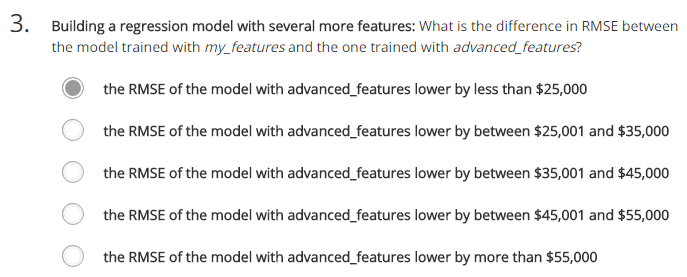 3. Building a regression model with several more features: What is the difference in RMSE between
the model trained with my_features and the one trained with advanced_features?
the RMSE of the model with advanced_features lower by less than $25,000
the RMSE of the model with advanced_features lower by between $25,001 and $35,000
the RMSE of the model with advanced_features lower by between $35,001 and $45,000
the RMSE of the model with advanced_features lower by between $45,001 and $55,000
the RMSE of the model with advanced_features lower by more than $55,000